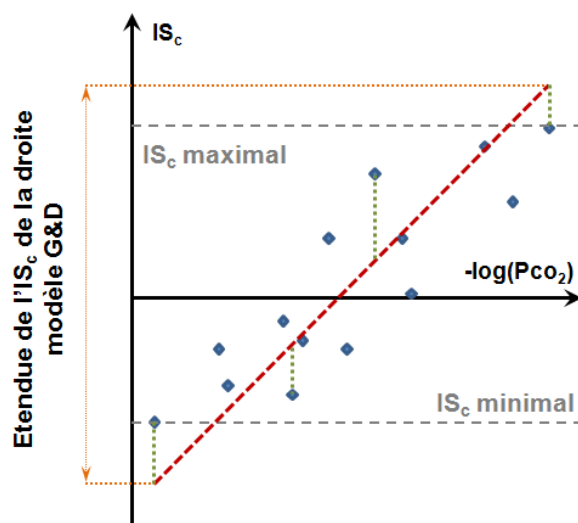 ISc
Etendue de l'ISc de la droite
modèle G&D
ISc maximal
-log(Pco2)
ISc minimal